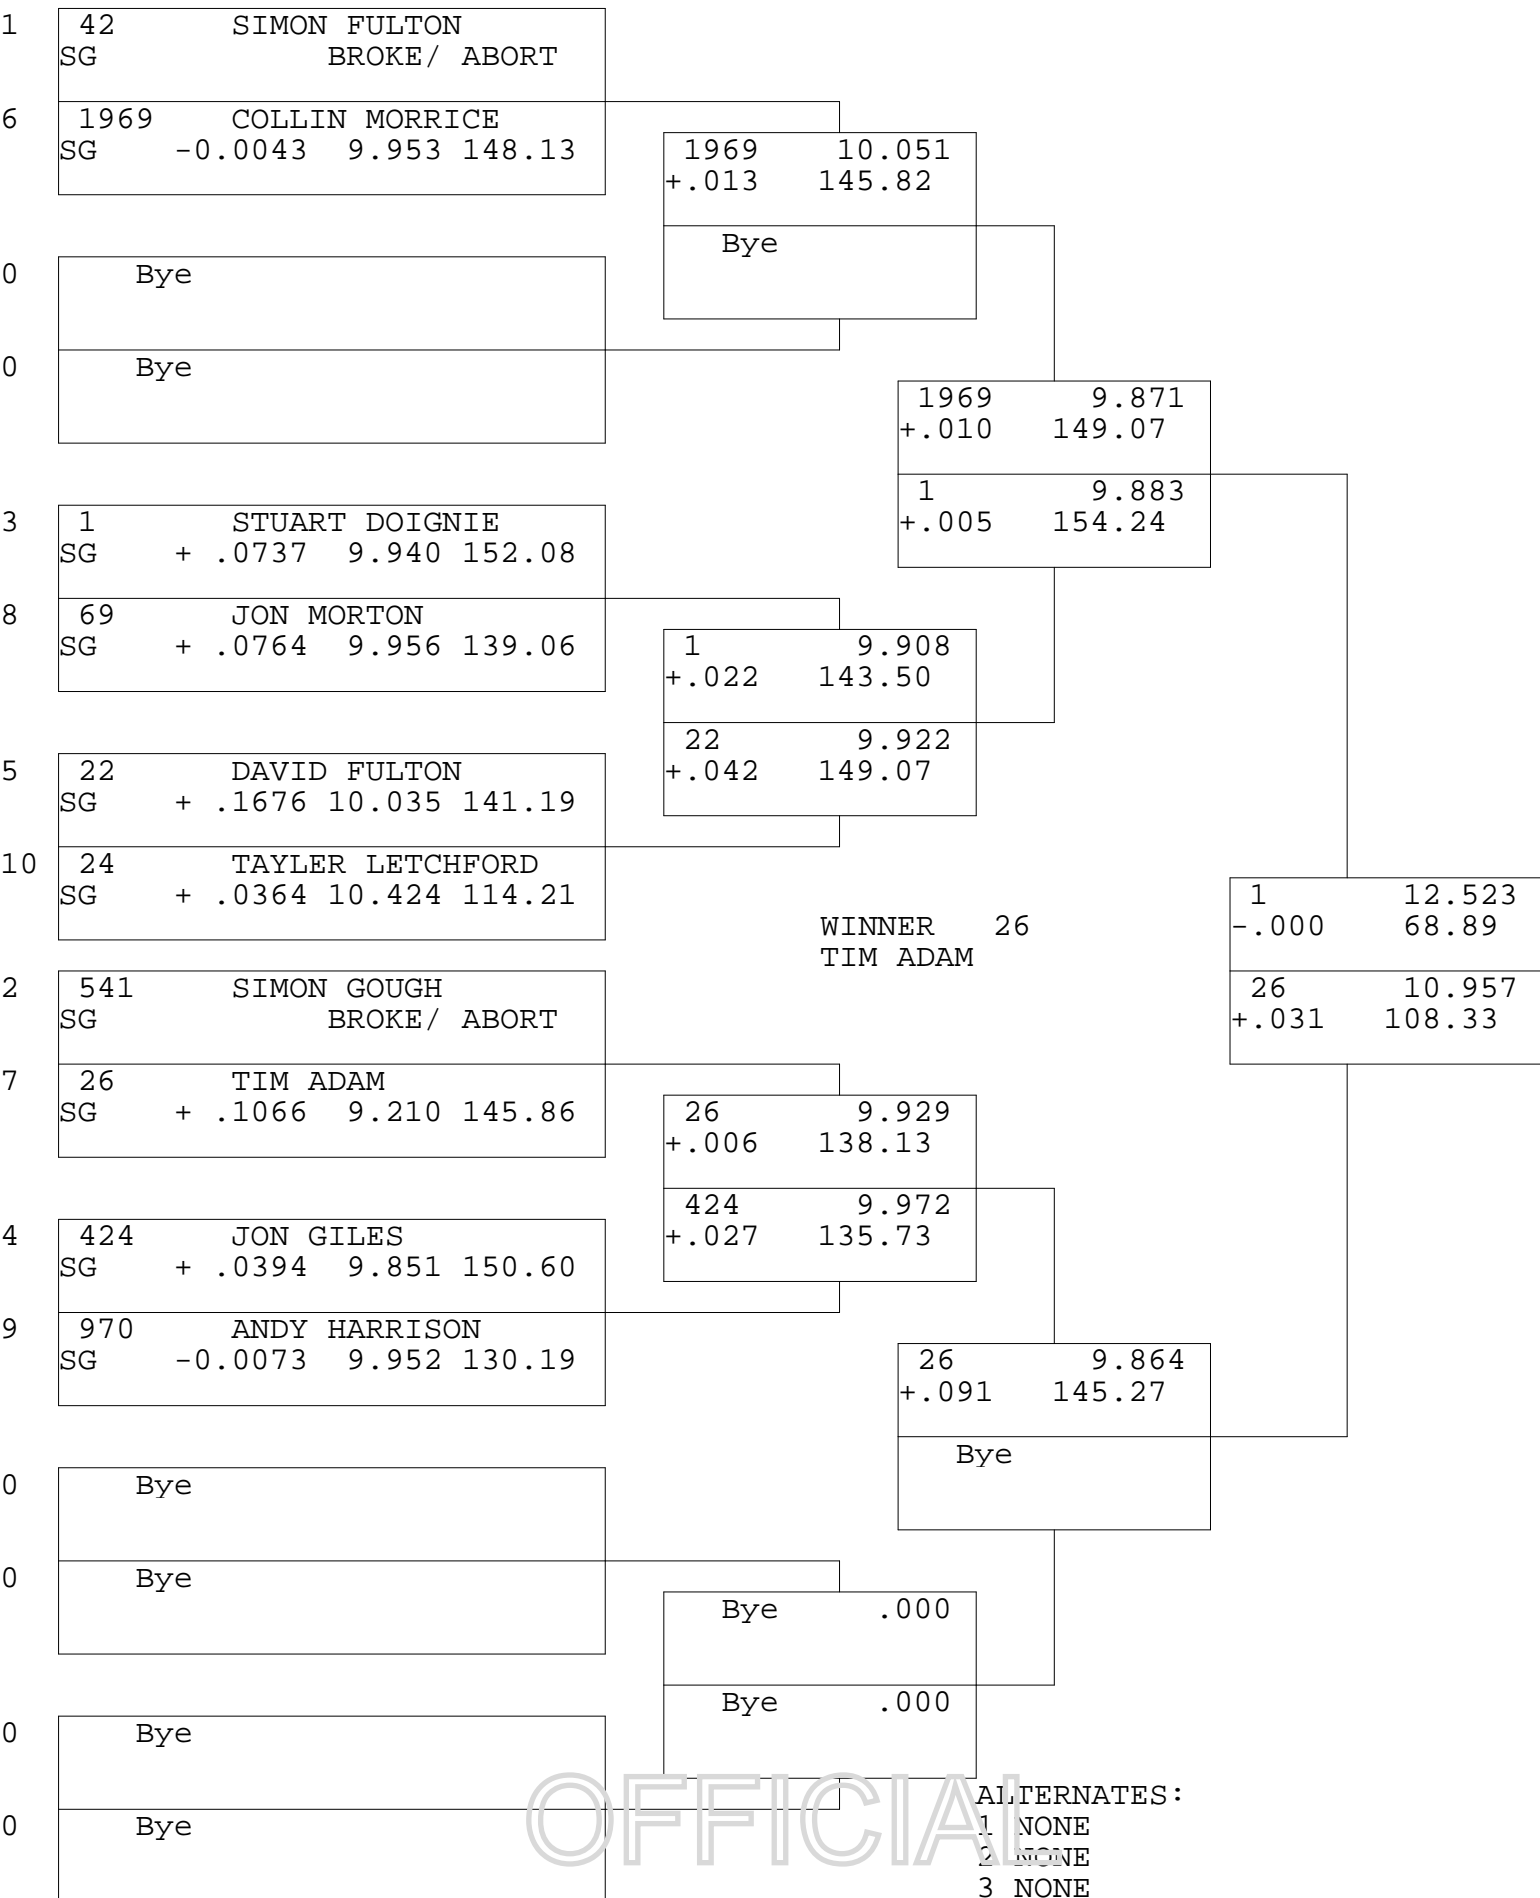 1 42 SIMON FULTON
SG BROKE/ ABORT
6 1969 COLLIN MORRICE
SG -0.0043 9.953 148.13
0 Bye
0 Bye
3 1 STUART DOIGNIE
SG + .0737 9.940 152.08
8 69 JON MORTON
SG + .0764 9.956 139.06
5 22 DAVID FULTON
SG + .1676 10.035 141.19
10 24 TAYLER LETCHFORD
SG + .0364 10.424 114.21
2 541 SIMON GOUGH
SG BROKE/ ABORT
7 26 TIM ADAM
SG + .1066 9.210 145.86
4 424 JON GILES
SG + .0394 9.851 150.60
9 970 ANDY HARRISON
SG -0.0073 9.952 130.19
0 Bye
0 Bye
0 Bye
0 Bye
1969 10.051
+.013 145.82
Bye
1 9.908
+.022 143.50
22 9.922
+.042 149.07
26 9.929
+.006 138.13
424 9.972
+.027 135.73
Bye .000
Bye .000
1969 9.871
+.010 149.07
1 9.883
+.005 154.24
26 9.864
+.091 145.27
Bye
1 12.523
-.000 68.89
26 10.957
+.031 108.33
WINNER 26
TIM ADAM
OFFICIAL
ALTERNATES:
1 NONE
2 NONE
3 NONE